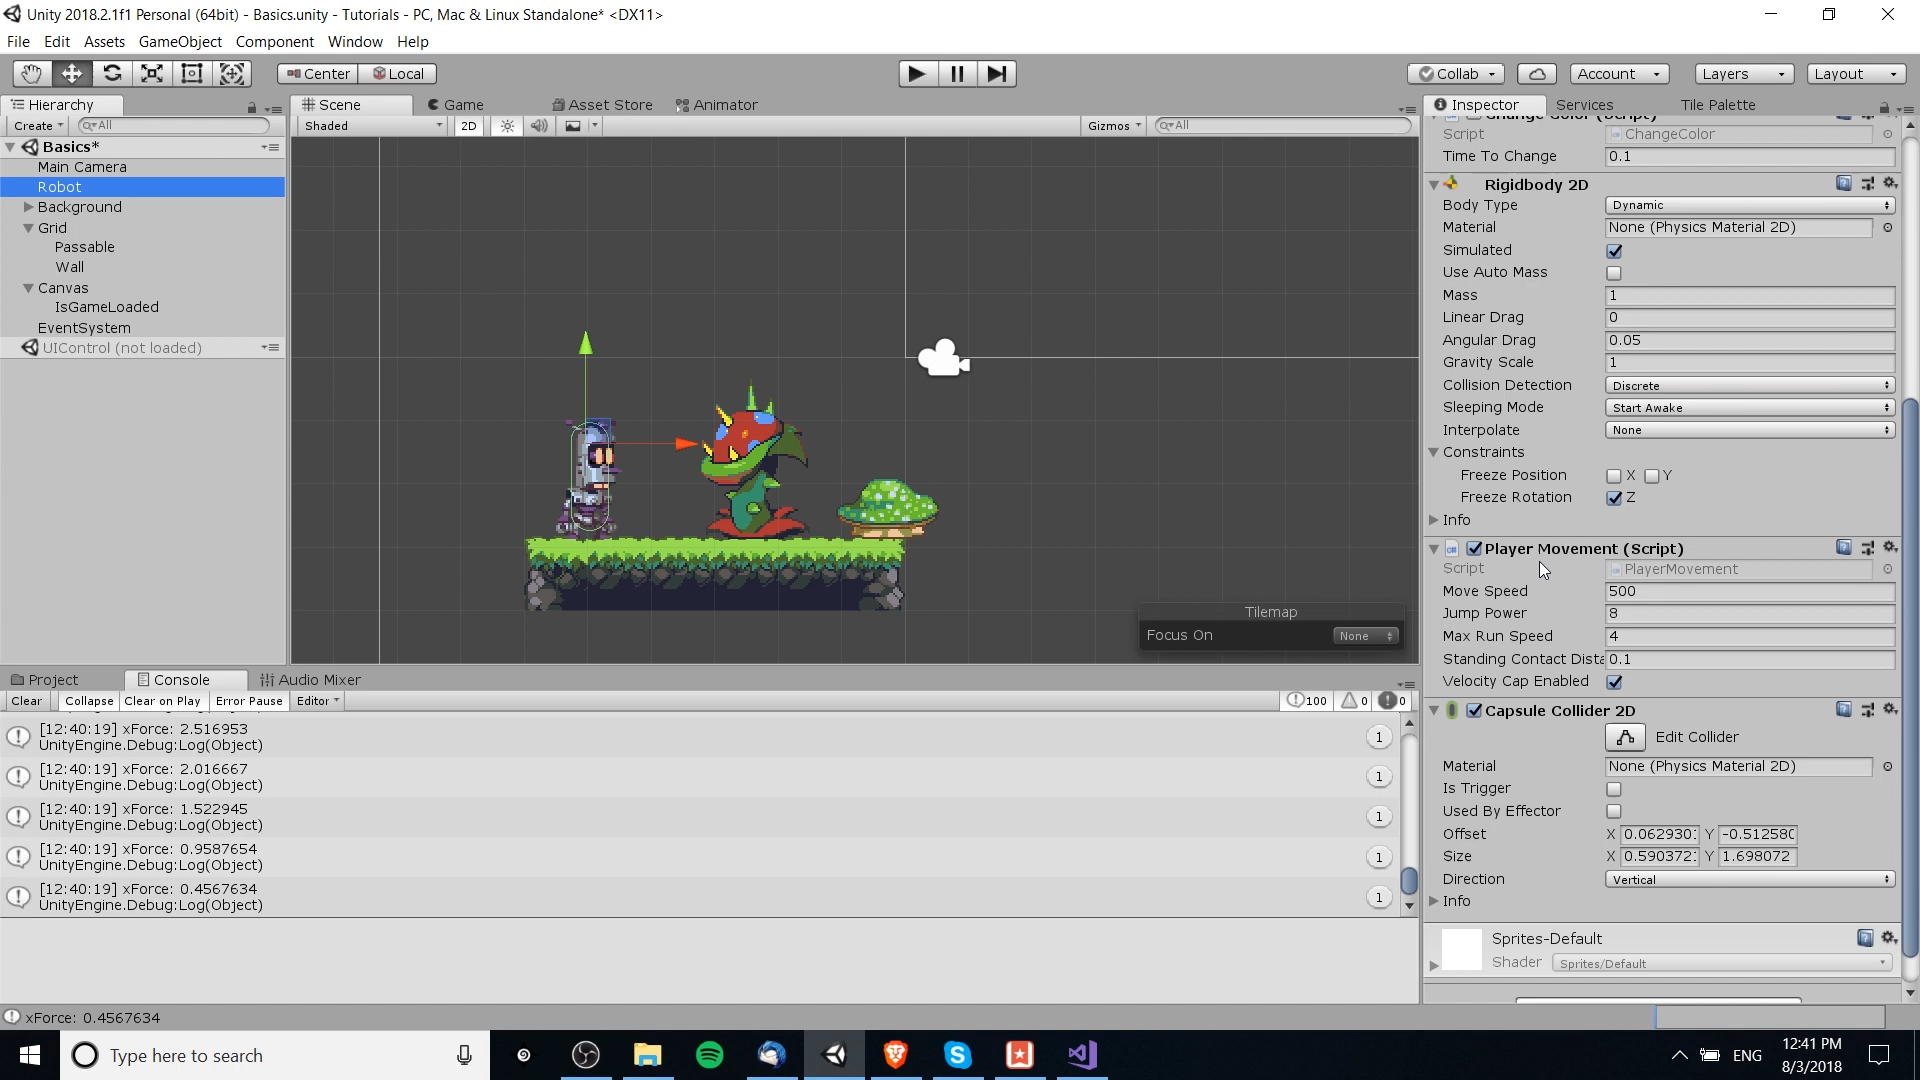 Unity 2018.2.1f1 Personal (64bit) - Basics.unity - Tutorials - PC, Mac & Linux Standalone* <DX11>
File Edit Assets GameObject Component Window Help
Center Local
Collab Account Layers Layout
Hierarchy
Create All
Basics*
Main Camera
Robot
Background
Grid
Passable
Wall
Canvas
IsGameLoaded
EventSystem
UIControl (not loaded)
Scene Game Asset Store Animator
Shaded 2D Gizmos All
Tilemap
Focus On None
Inspector Services Tile Palette
Change Color (Script)
Script ChangeColor
Time To Change 0.1
Rigidbody 2D
Body Type Dynamic
Material None (Physics Material 2D)
Simulated
Use Auto Mass
Mass 1
Linear Drag 0
Angular Drag 0.05
Gravity Scale 1
Collision Detection Discrete
Sleeping Mode Start Awake
Interpolate None
Constraints
Freeze Position X Y
Freeze Rotation Z
Info
Player Movement (Script)
Script PlayerMovement
Move Speed 500
Jump Power 8
Max Run Speed 4
Standing Contact Dista 0.1
Velocity Cap Enabled
Capsule Collider 2D
Edit Collider
Material None (Physics Material 2D)
Is Trigger
Used By Effector
Offset X 0.0629301 Y -0.512580
Size X 0.5903721 Y 1.698072
Direction Vertical
Info
Sprites-Default
Shader Sprites/Default
Project Console Audio Mixer
Clear Collapse Clear on Play Error Pause Editor 100 0 0
[12:40:19] xForce: 2.516953
UnityEngine.Debug:Log(Object)
1
[12:40:19] xForce: 2.016667
UnityEngine.Debug:Log(Object)
1
[12:40:19] xForce: 1.522945
UnityEngine.Debug:Log(Object)
1
[12:40:19] xForce: 0.9587654
UnityEngine.Debug:Log(Object)
1
[12:40:19] xForce: 0.4567634
UnityEngine.Debug:Log(Object)
1
xForce: 0.4567634
Type here to search
ENG
12:41 PM
8/3/2018